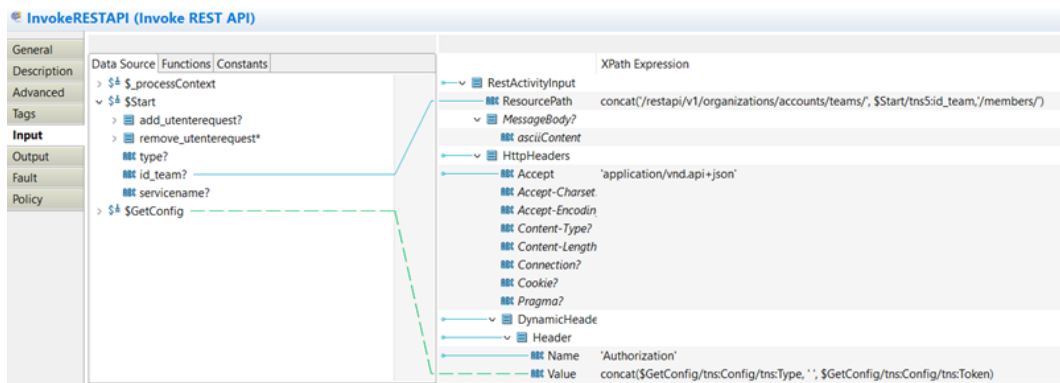 InvokeRESTAPI (Invoke REST API)
General
Description
Advanced
Tags
Input
Output
Fault
Policy
Data Source Functions Constants
$_processContext
$Start
add_utenterequest?
remove_utenterequest*
type?
id_team?
servicename?
$GetConfig
XPath Expression
RestActivityInput
ResourcePath concat('/restapi/v1/organizations/accounts/teams/', $Start/tns5:id_team,'/members/')
MessageBody?
asciiContent
HttpHeaders
Accept 'application/vnd.api+json'
Accept-Charset
Accept-Encodin
Content-Type?
Content-Length
Connection?
Cookie?
Pragma?
DynamicHeade
Header
Name 'Authorization'
Value concat($GetConfig/tns:Config/tns:Type, ' ', $GetConfig/tns:Config/tns:Token)